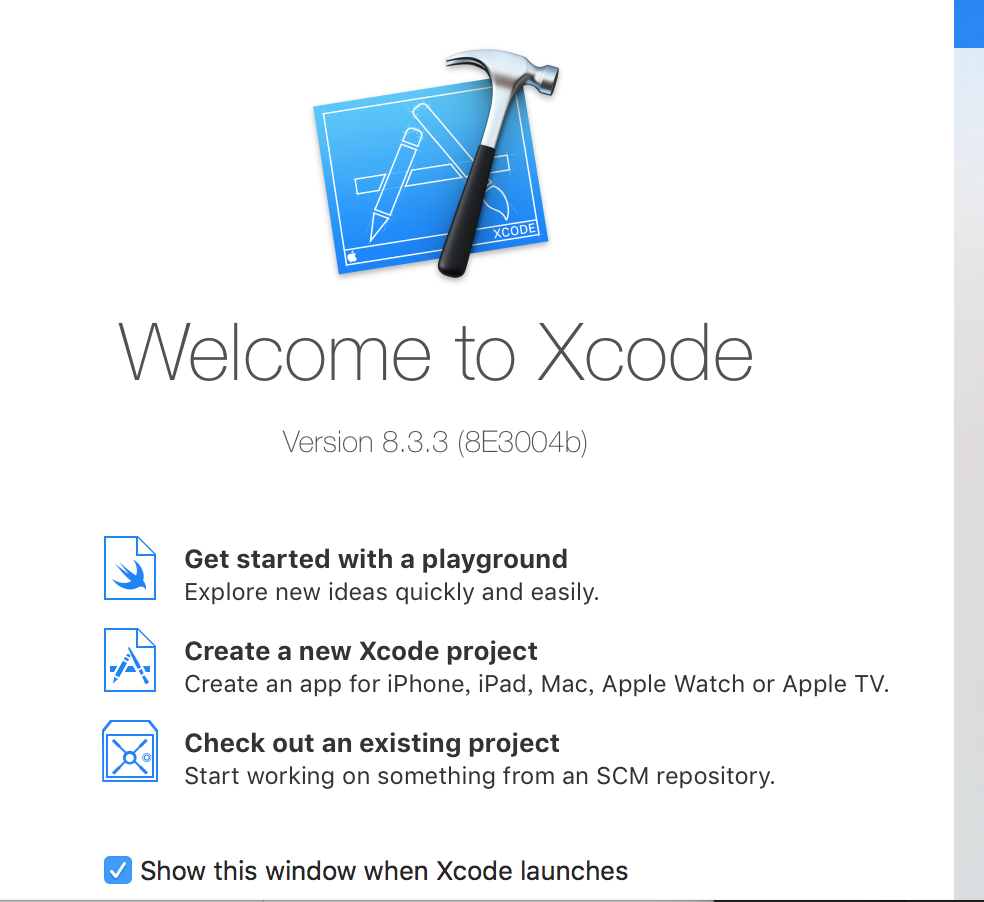 XCODE
Welcome to Xcode
Version 8.3.3 (8E3004b)
Get started with a playground
Explore new ideas quickly and easily.
Create a new Xcode project
Create an app for iPhone, iPad, Mac, Apple Watch or Apple TV.
Check out an existing project
Start working on something from an SCM repository.
Show this window when Xcode launches